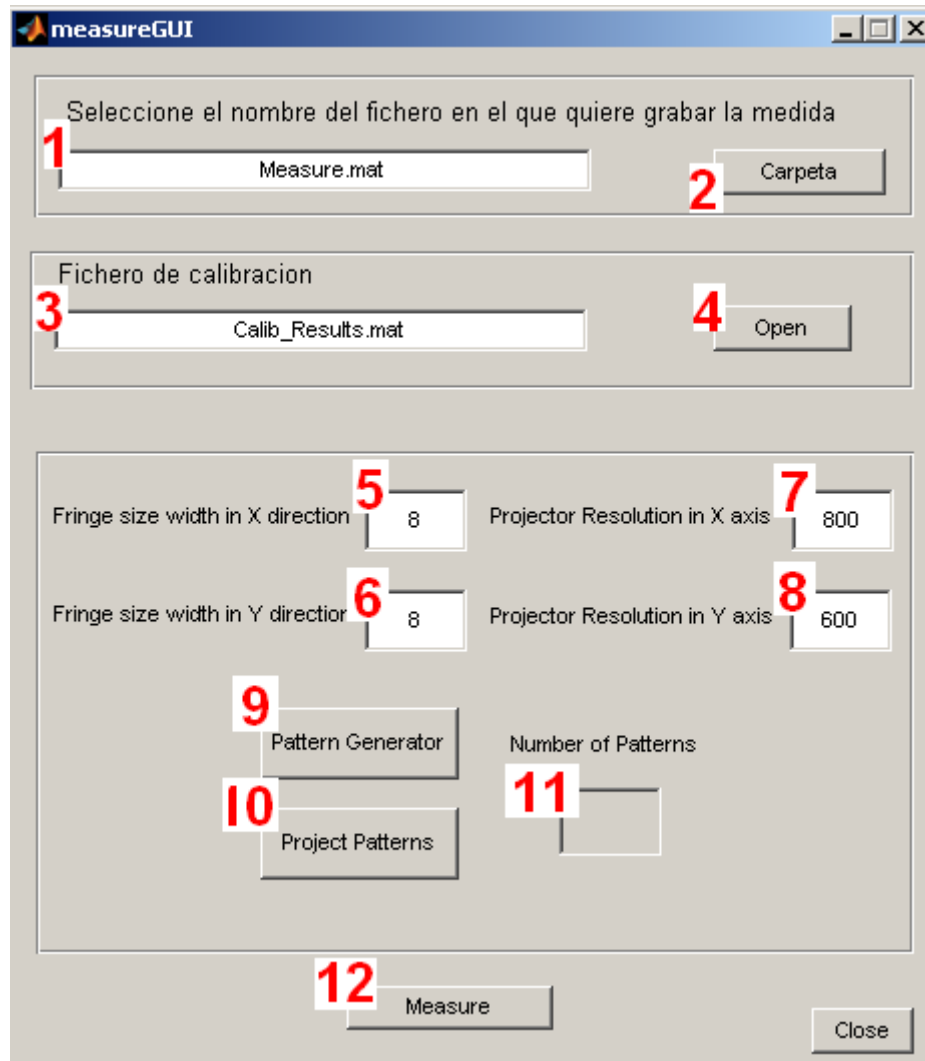 measureGUI
Seleccione el nombre del fichero en el que quiere grabar la medida
1
Measure.mat
2
Carpeta
Fichero de calibracion
3
Calib_Results.mat
4
Open
Fringe size width in X direction
5
8
Projector Resolution in X axis
7
800
Fringe size width in Y direction
6
8
Projector Resolution in Y axis
8
600
9
Pattern Generator
Number of Patterns
10
Project Patterns
11
12
Measure
Close